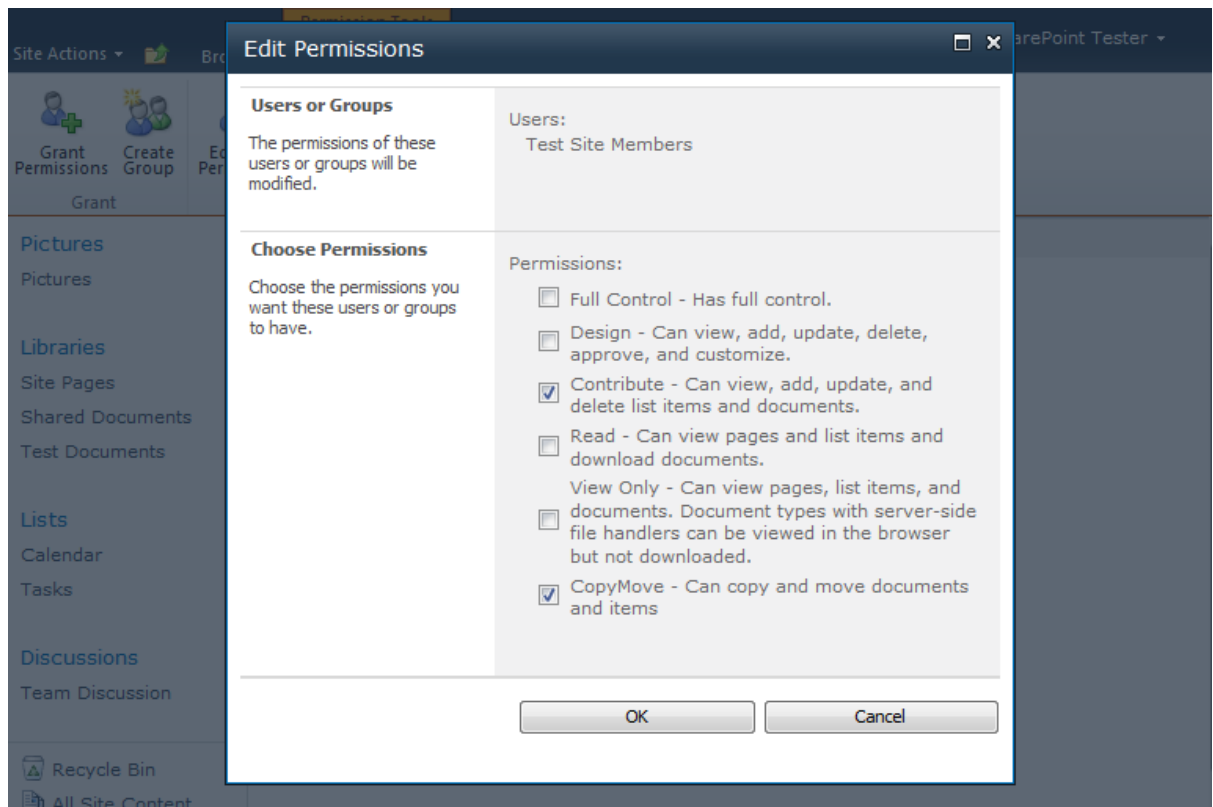 Permission Tools
Site Actions
Edit Permissions
Users or Groups
The permissions of these
users or groups will be
modified.
Users:
Test Site Members
Grant
Permissions
Create
Group
Grant
Choose Permissions
Choose the permissions you
want these users or groups
to have.
Permissions:
Full Control - Has full control.
Design - Can view, add, update, delete,
approve, and customize.
Contribute - Can view, add, update, and
delete list items and documents.
Read - Can view pages and list items and
download documents.
View Only - Can view pages, list items, and
documents. Document types with server-side
file handlers can be viewed in the browser
but not downloaded.
CopyMove - Can copy and move documents
and items
OK
Cancel
Pictures
Pictures
Libraries
Site Pages
Shared Documents
Test Documents
Lists
Calendar
Tasks
Discussions
Team Discussion
Recycle Bin
All Site Content
arePoint Tester